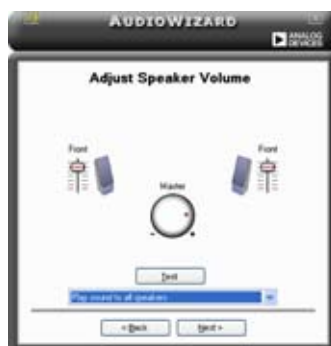 AUDIOWIZARD
ANALOG
DEVICES
Adjust Speaker Volume
Front Front
Master
- +
Test
Play sound to all speakers
< Back Next >